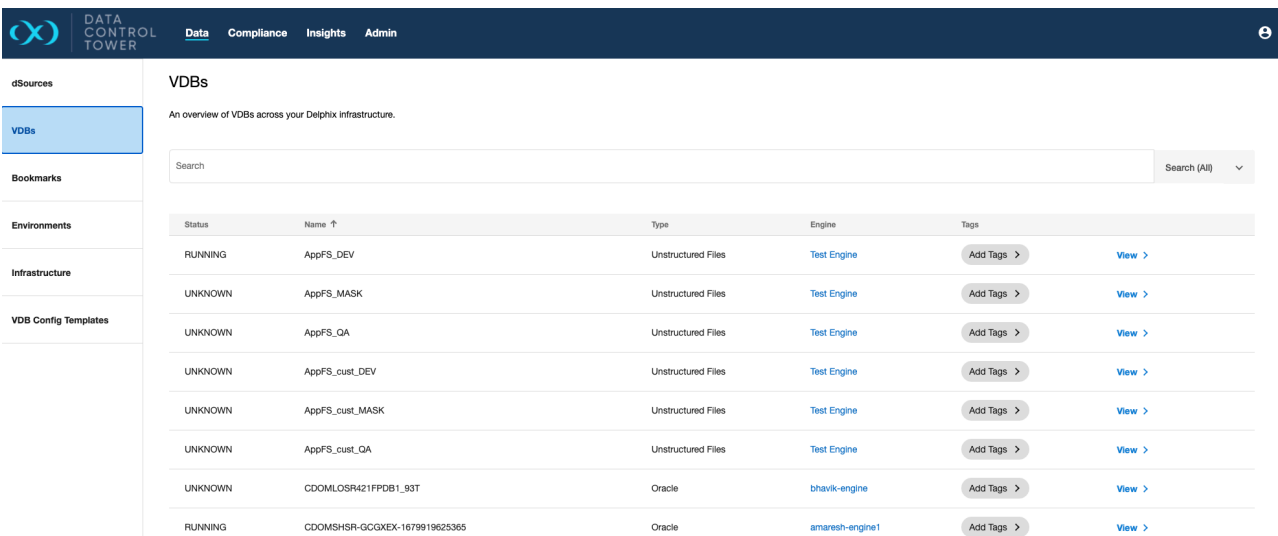 DATA
CONTROL
TOWER
Data Compliance Insights Admin
dSources
VDBs
Bookmarks
Environments
Infrastructure
VDB Config Templates
VDBs
An overview of VDBs across your Delphix infrastructure.
Search Search (All)
Status Name ↑ Type Engine Tags
RUNNING AppFS_DEV Unstructured Files Test Engine Add Tags > View >
UNKNOWN AppFS_MASK Unstructured Files Test Engine Add Tags > View >
UNKNOWN AppFS_QA Unstructured Files Test Engine Add Tags > View >
UNKNOWN AppFS_cust_DEV Unstructured Files Test Engine Add Tags > View >
UNKNOWN AppFS_cust_MASK Unstructured Files Test Engine Add Tags > View >
UNKNOWN AppFS_cust_QA Unstructured Files Test Engine Add Tags > View >
UNKNOWN CDOMLOSR421FPDB1_93T Oracle bhavik-engine Add Tags > View >
RUNNING CDOMSHSR-GCGXEX-1679919625365 Oracle amaresh-engine1 Add Tags > View >